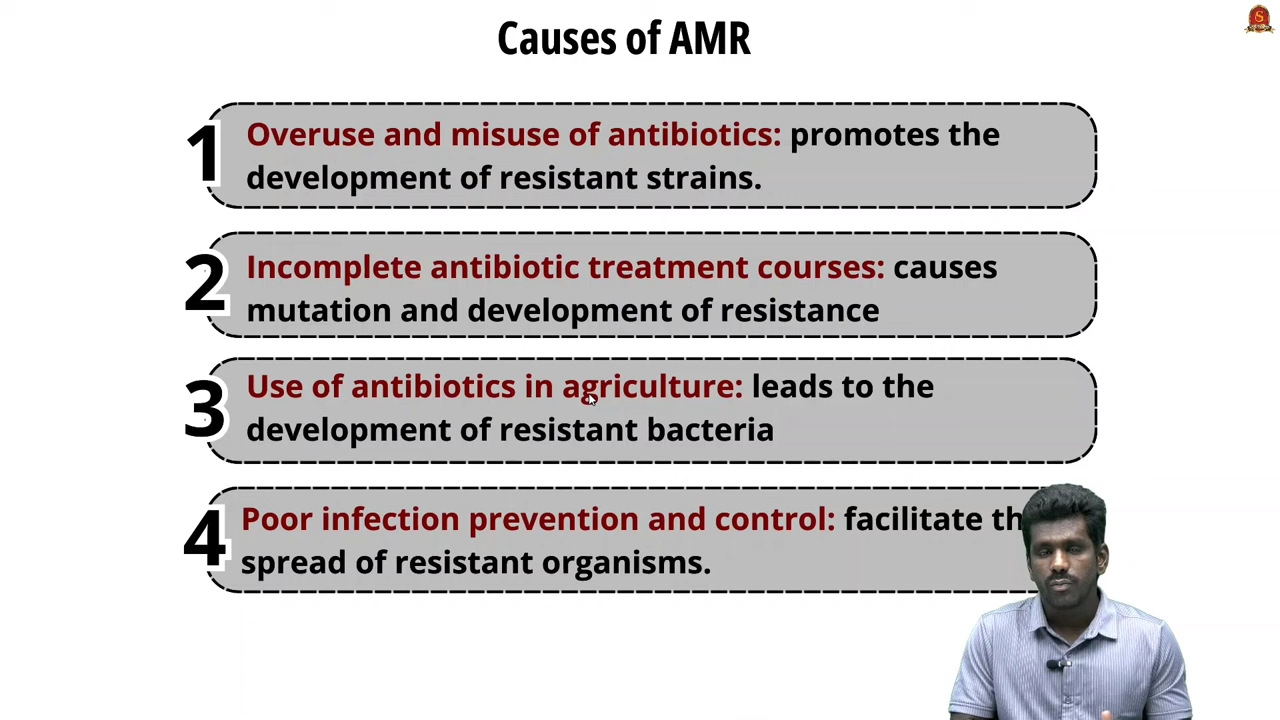 Causes of AMR
1
Overuse and misuse of antibiotics: promotes the
development of resistant strains.
2
Incomplete antibiotic treatment courses: causes
mutation and development of resistance
3
Use of antibiotics in agriculture: leads to the
development of resistant bacteria
4
Poor infection prevention and control: facilitate th
spread of resistant organisms.